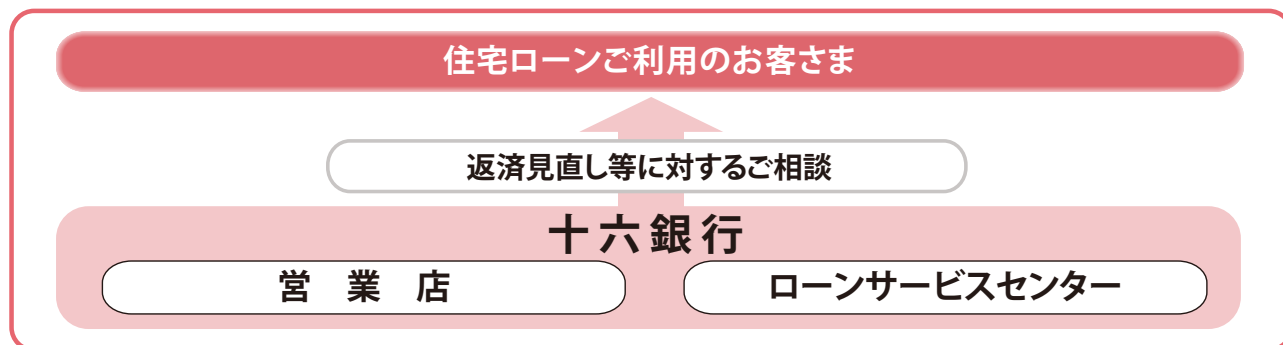 住宅ローンご利用のお客さま
返済見直し等に対するご相談
十六銀行
営業店
ローンサービスセンター